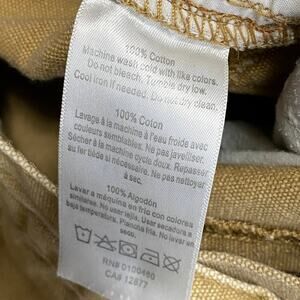 100% Cotton
Machine wash cold with like colors.
Do not bleach. Tumble dry low.
Cool iron if needed. Do not dry clean.
100% Coton
Lavage à la machine à l'eau froide avec
couleurs semblables. Ne pas javelliser.
Sécher à la machine cycle doux. Repasser
au fer tiède si nécessaire. Ne pas nettoyer
à sec.
100% Algodón
Lavar a máquina en frío con colores
similares. No usar lejía. Usar secadora a
baja temperatura. Plancha fría. No lavar en
seco.
RN# 0100460
CA# 12877